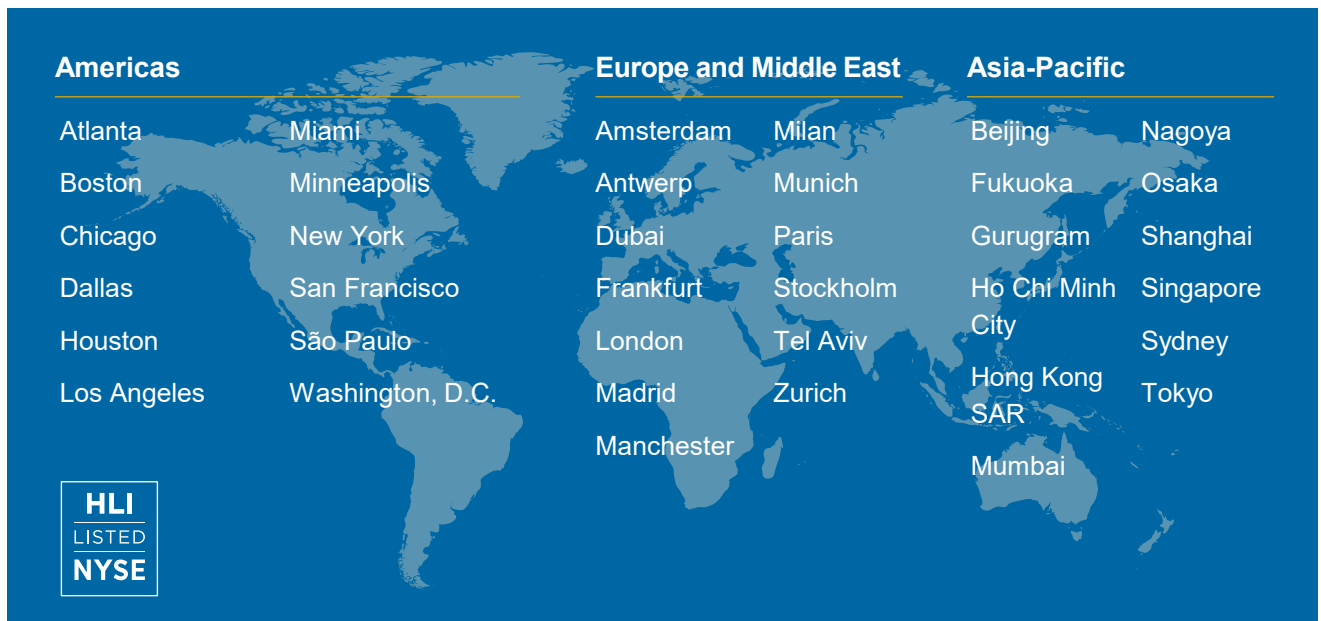 Americas
Atlanta
Boston
Chicago
Dallas
Houston
Los Angeles
Miami
Minneapolis
New York
San Francisco
São Paulo
Washington, D.C.
Europe and Middle East
Amsterdam
Antwerp
Dubai
Frankfurt
London
Madrid
Manchester
Milan
Munich
Paris
Stockholm
Tel Aviv
Zurich
Asia-Pacific
Beijing
Fukuoka
Gurugram
Ho Chi Minh
City
Hong Kong
SAR
Mumbai
Nagoya
Osaka
Shanghai
Singapore
Sydney
Tokyo
HLI
LISTED
NYSE